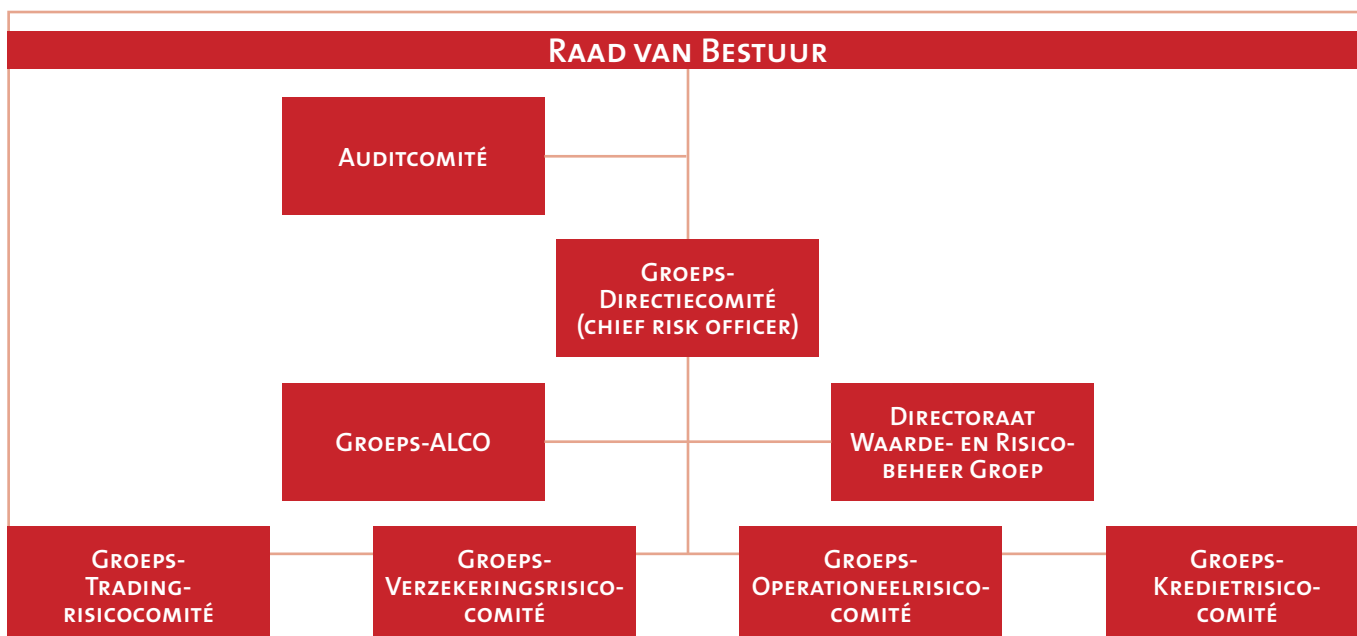 RAAD VAN BESTUUR
AUDITCOMITÉ
GROEPS-
DIRECTIECOMITÉ
(CHIEF RISK OFFICER)
GROEPS-ALCO
DIRECTORAAT
WAARDE- EN RISICO-
BEHEER GROEP
GROEPS-
TRADING-
RISICOCOMITÉ
GROEPS-
VERZEKERINGSRISICO-
COMITÉ
GROEPS-
OPERATIONEELRISICO-
COMITÉ
GROEPS-
KREDIETRISICO-
COMITÉ